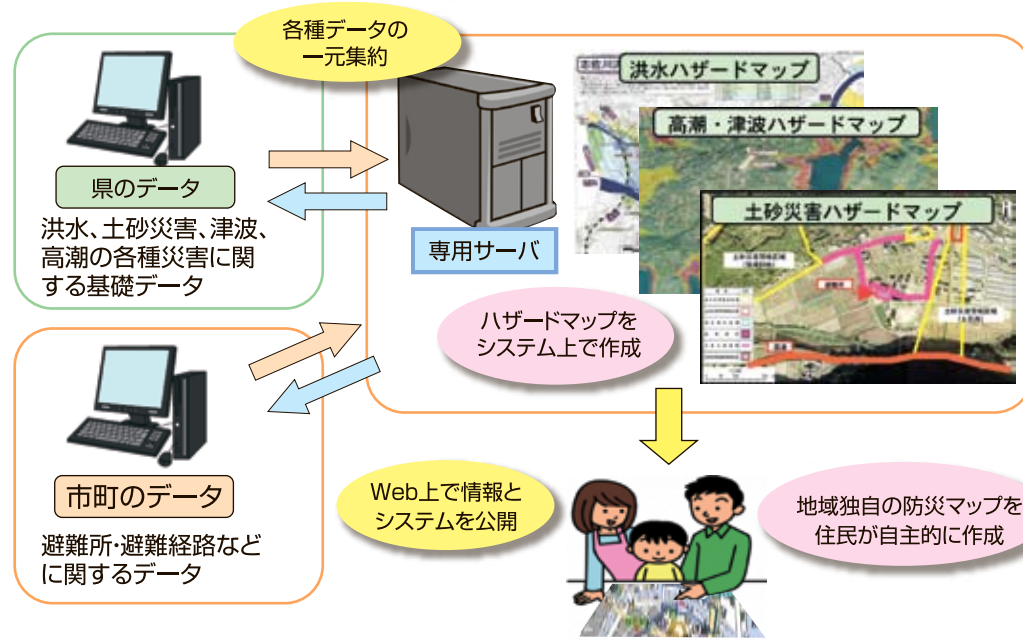 各種データの
一元集約
県のデータ
洪水、土砂災害、津波、
高潮の各種災害に関
する基礎データ
専用サーバ
洪水ハザードマップ
高潮・津波ハザードマップ
土砂災害ハザードマップ
ハザードマップを
システム上で作成
市町のデータ
避難所・避難経路など
に関するデータ
Web上で情報と
システムを公開
地域独自の防災マップを
住民が自主的に作成